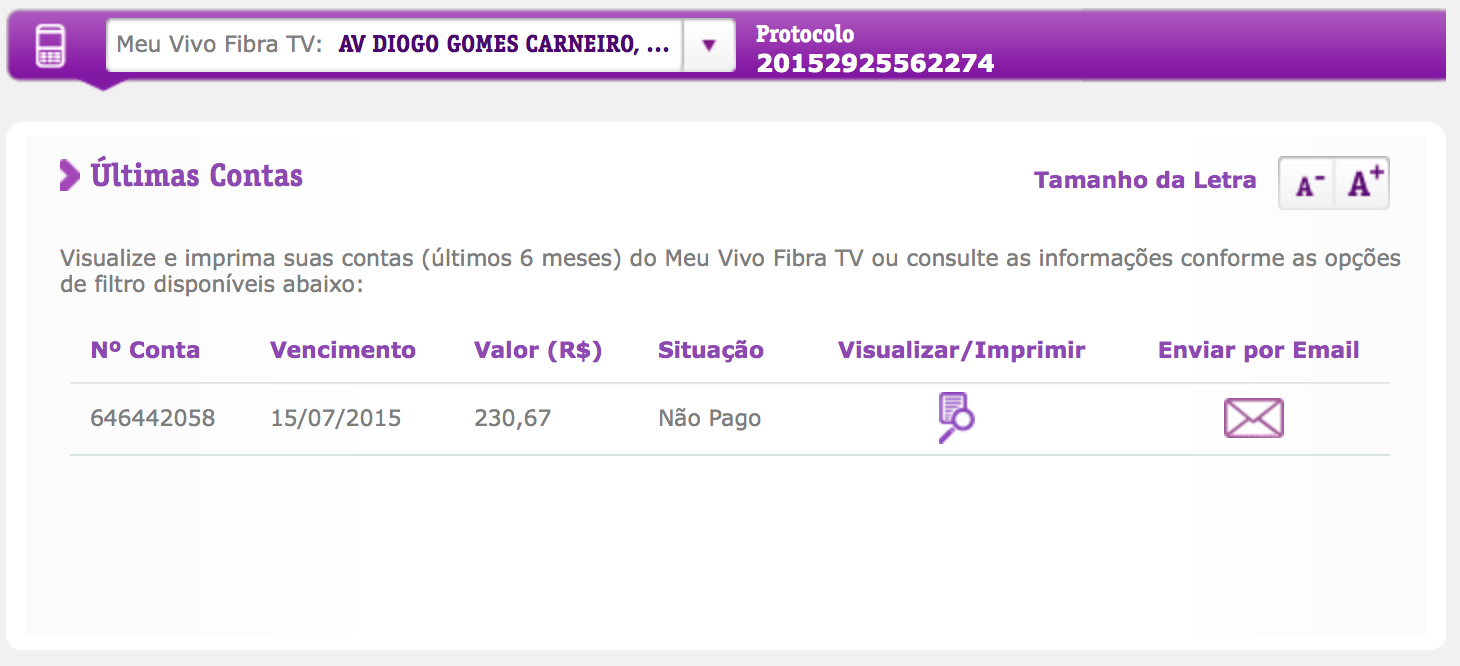 Meu Vivo Fibra TV: AV DIOGO GOMES CARNEIRO, ...
Protocolo
20152925562274
Últimas Contas
Tamanho da Letra A- A+
Visualize e imprima suas contas (últimos 6 meses) do Meu Vivo Fibra TV ou consulte as informações conforme as opções
de filtro disponíveis abaixo:
Nº Conta Vencimento Valor (R$) Situação Visualizar/Imprimir Enviar por Email
646442058 15/07/2015 230,67 Não Pago